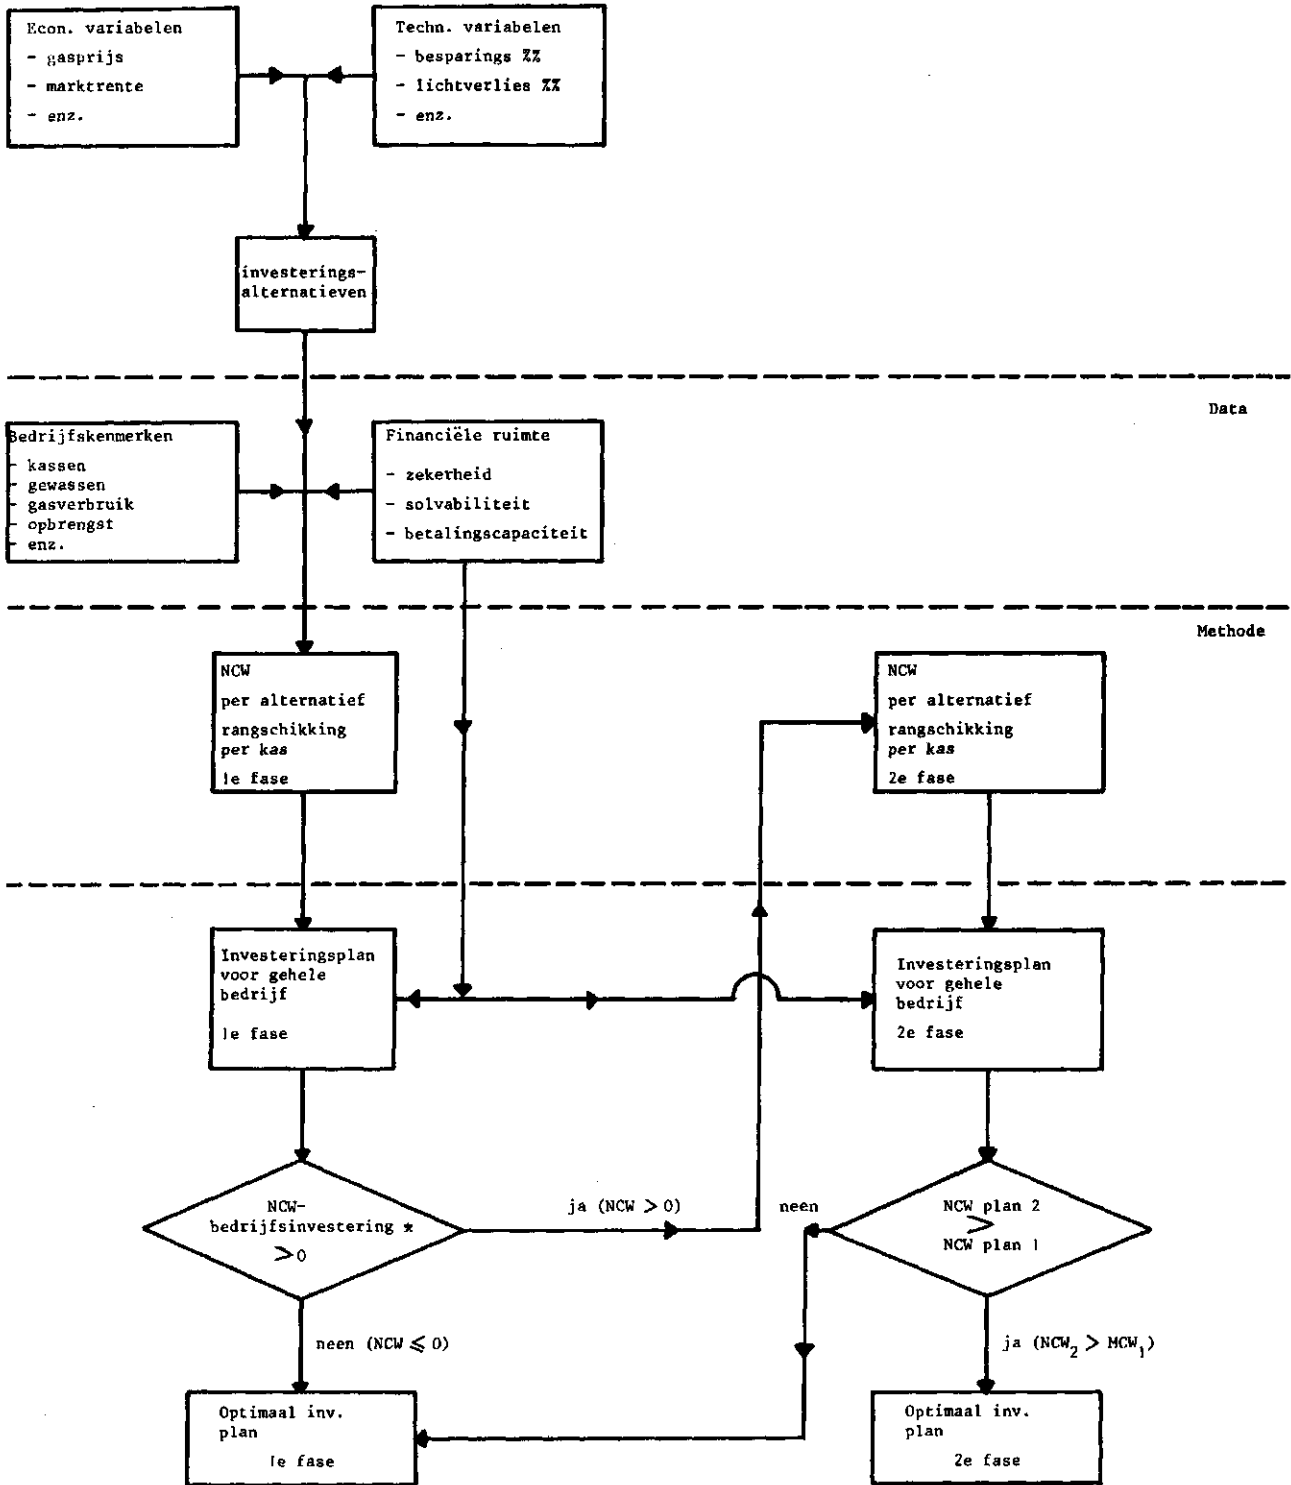 Econ. variabelen
- gasprijs
- marktrente
- enz.
Techn. variabelen
- besparings %%
- lichtverlies %%
- enz.
investerings-
alternatieven
Data
Bedrijfskenmerken
- kassen
- gewassen
- gasverbruik
- opbrengst
- enz.
Financiële ruimte
- zekerheid
- solvabiliteit
- betalingscapaciteit
Methode
NCW
per alternatief
rangschikking
per kas
1e fase
NCW
per alternatief
rangschikking
per kas
2e fase
Investeringsplan
voor gehele
bedrijf
1e fase
Investeringsplan
voor gehele
bedrijf
2e fase
NCW-
bedrijfsinvestering *
>0
ja (NCW > 0)
neen
NCW plan 2
>
NCW plan 1
neen (NCW ⩽ 0)
ja (NCW₂ > MCW₁)
Optimaal inv.
plan
1e fase
Optimaal inv.
plan
2e fase